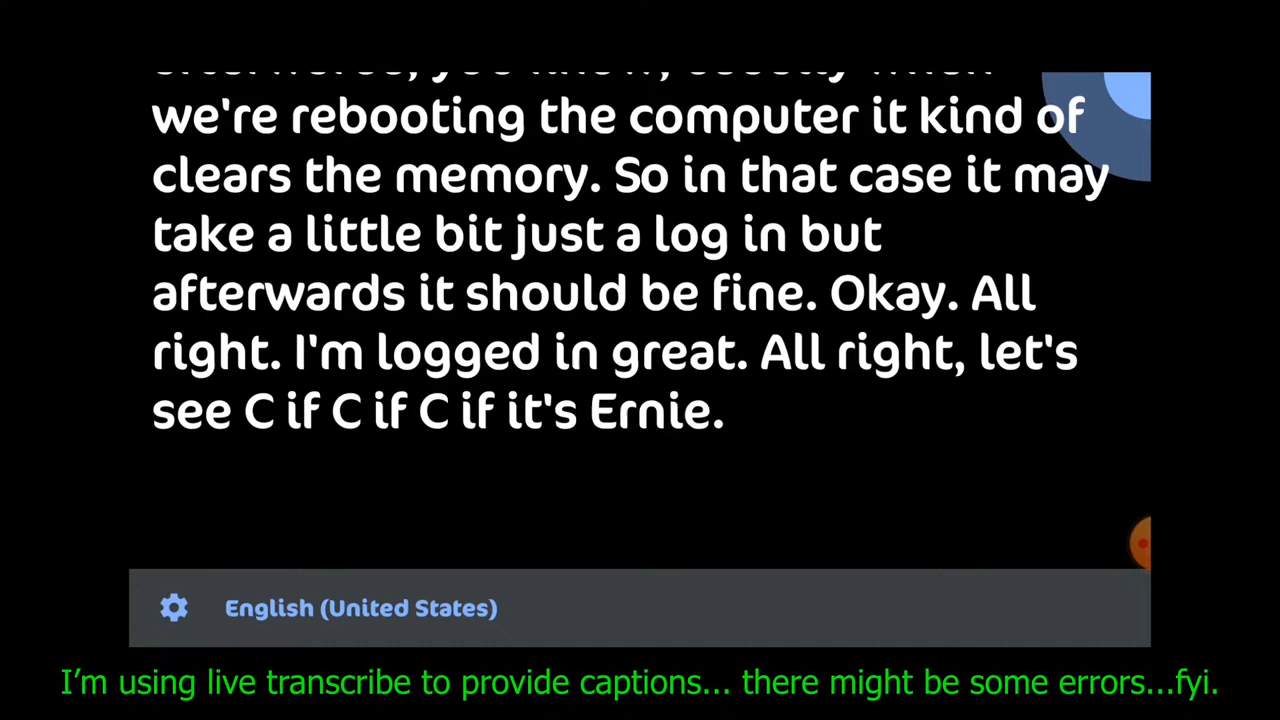 we're rebooting the computer it kind of
clears the memory. So in that case it may
take a little bit just a log in but
afterwards it should be fine. Okay. All
right. I'm logged in great. All right, let's
see C if C if C if it's Ernie.
English (United States)
I'm using live transcribe to provide captions... there might be some errors...fyi.